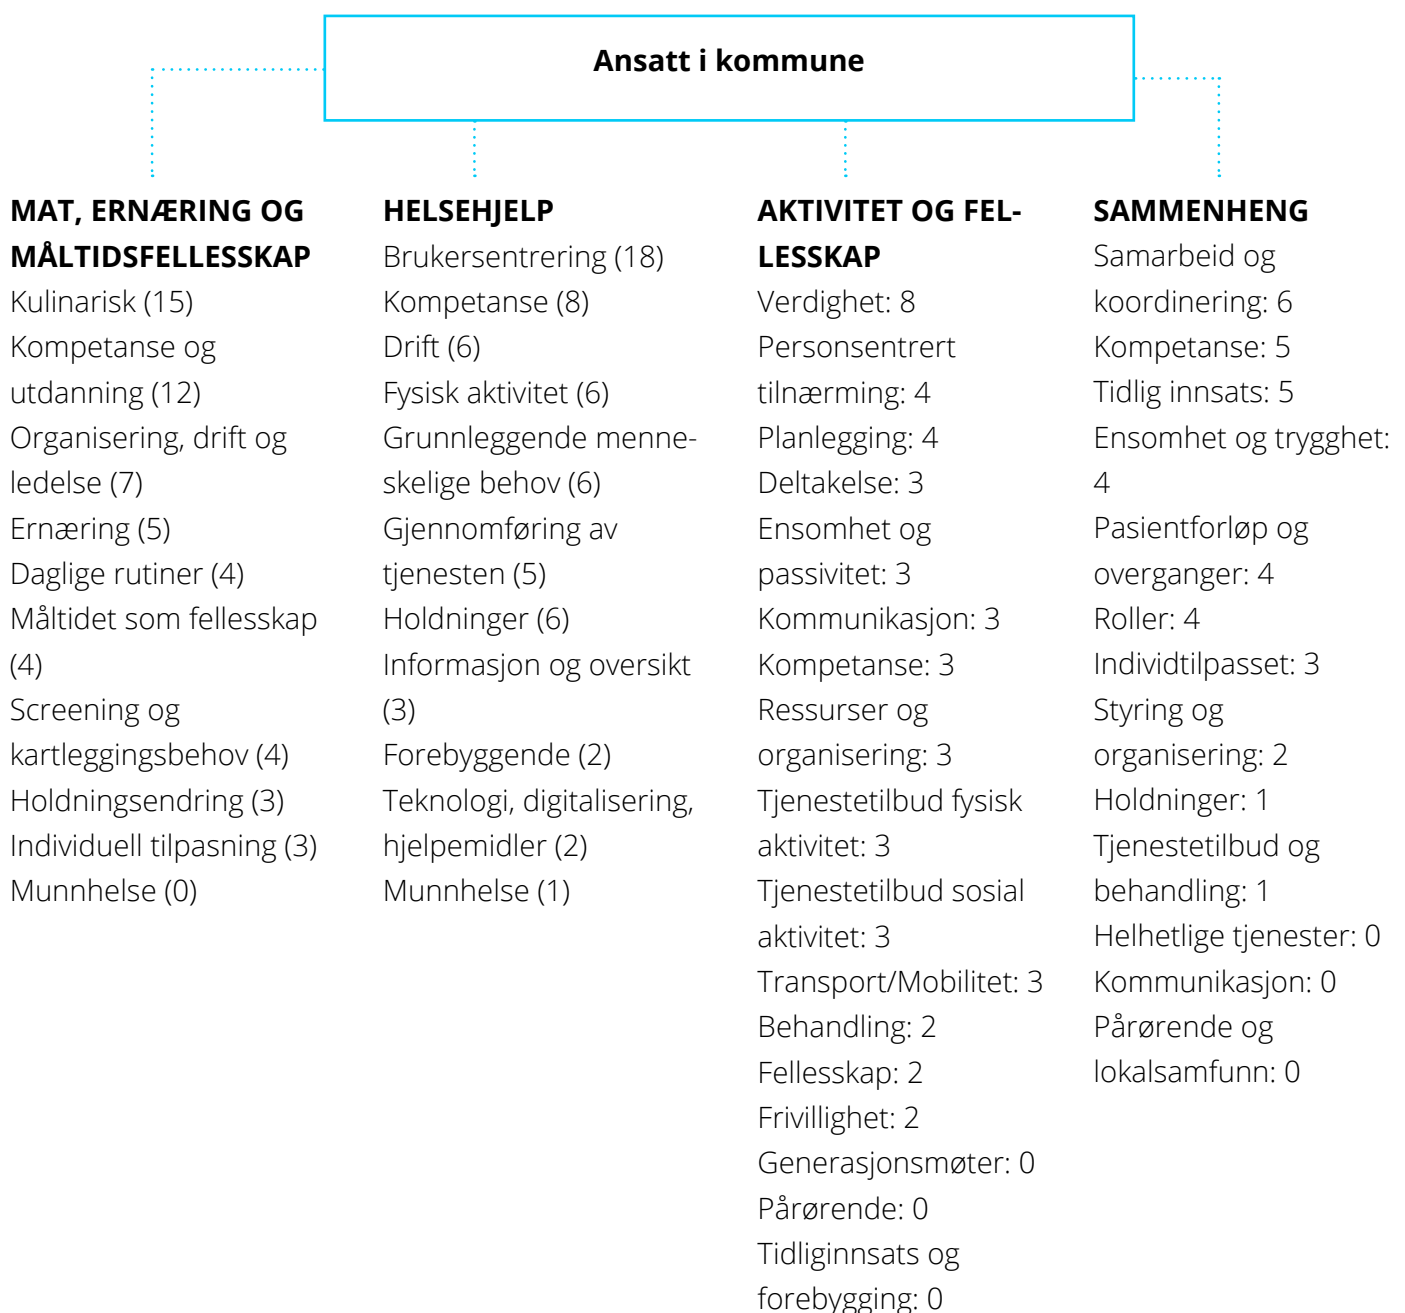 Ansatt i kommune
MAT, ERNÆRING OG
MÅLTIDSFELLESSKAP
Kulinarisk (15)
Kompetanse og
utdanning (12)
Organisering, drift og
ledelse (7)
Ernæring (5)
Daglige rutiner (4)
Måltidet som fellesskap
(4)
Screening og
kartleggingsbehov (4)
Holdningsendring (3)
Individuell tilpasning (3)
Munnhelse (0)
HELSEHJELP
Brukersentrering (18)
Kompetanse (8)
Drift (6)
Fysisk aktivitet (6)
Grunnleggende menne-
skelige behov (6)
Gjennomføring av
tjenesten (5)
Holdninger (6)
Informasjon og oversikt
(3)
Forebyggende (2)
Teknologi, digitalisering,
hjelpemidler (2)
Munnhelse (1)
AKTIVITET OG FEL-
LESSKAP
Verdighet: 8
Personsentrert
tilnærming: 4
Planlegging: 4
Deltakelse: 3
Ensomhet og
passivitet: 3
Kommunikasjon: 3
Kompetanse: 3
Ressurser og
organisering: 3
Tjenestetilbud fysisk
aktivitet: 3
Tjenestetilbud sosial
aktivitet: 3
Transport/Mobilitet: 3
Behandling: 2
Fellesskap: 2
Frivillighet: 2
Generasjonsmøter: 0
Pårørende: 0
Tidliginnsats og
forebygging: 0
SAMMENHENG
Samarbeid og
koordinering: 6
Kompetanse: 5
Tidlig innsats: 5
Ensomhet og trygghet:
4
Pasientforløp og
overganger: 4
Roller: 4
Individtilpasset: 3
Styring og
organisering: 2
Holdninger: 1
Tjenestetilbud og
behandling: 1
Helhetlige tjenester: 0
Kommunikasjon: 0
Pårørende og
lokalsamfunn: 0